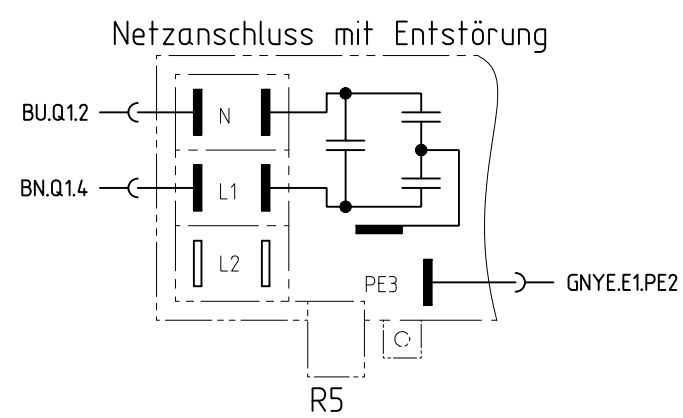 Netzanschluss mit Entstörung
BU.Q1.2
N
BN.Q1.4
L1
L2
PE3
GNYE.E1.PE2
R5